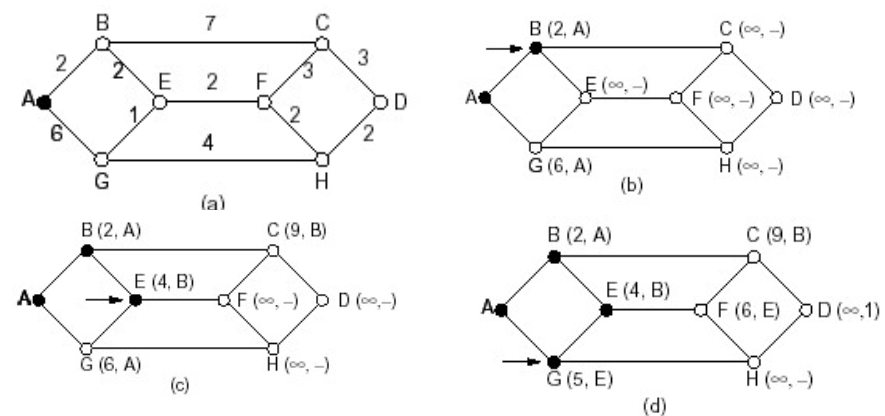 B 7 C
2 2 3 3
A E 2 F D
6 1 2 2
4
G H
(a)
B (2, A) C (∞, –)
A E (∞, –) F (∞, –) D (∞, –)
G (6, A) H (∞, –)
(b)
B (2, A) C (9, B)
E (4, B)
A F (∞, –) D (∞,–)
G (6, A) H (∞, –)
(c)
B (2, A) C (9, B)
E (4, B)
A F (6, E) D (∞,1)
G (5, E) H (∞, –)
(d)